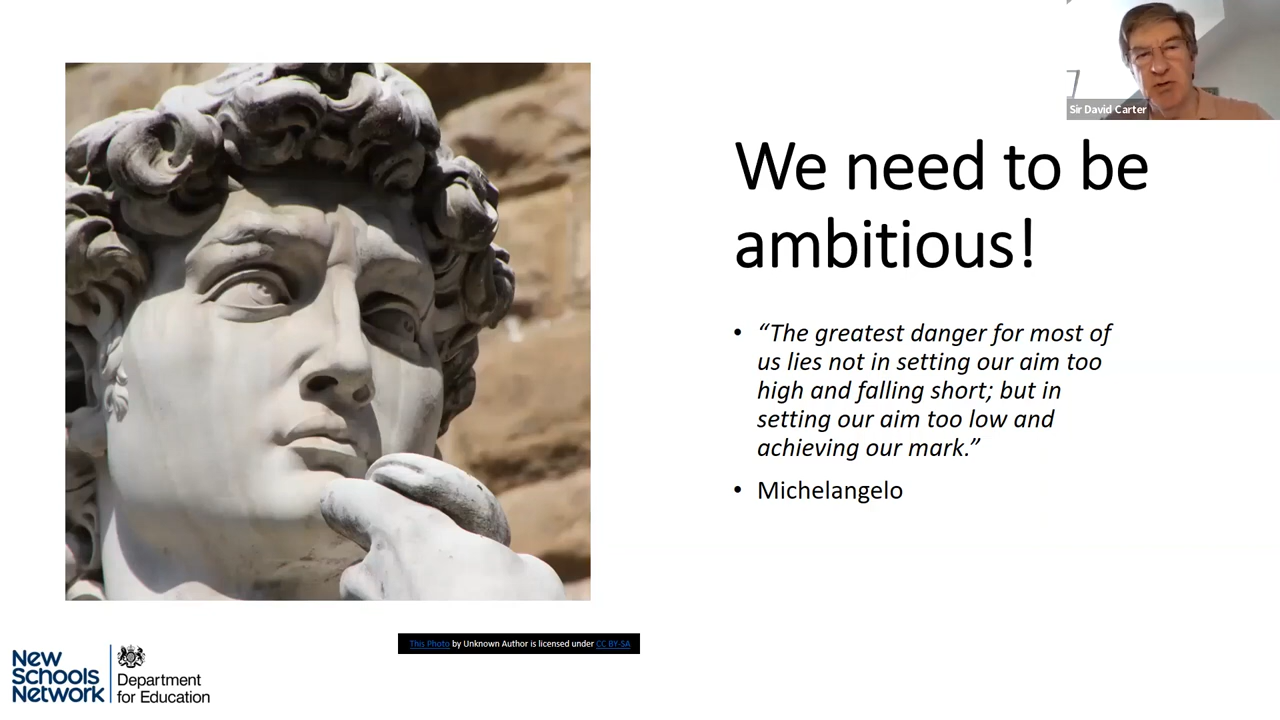 Sir David Carter
We need to be
ambitious!
• “The greatest danger for most of
us lies not in setting our aim too
high and falling short; but in
setting our aim too low and
achieving our mark.”
• Michelangelo
This Photo by Unknown Author is licensed under CC BY-SA
New
Schools
Network
Department
for Education